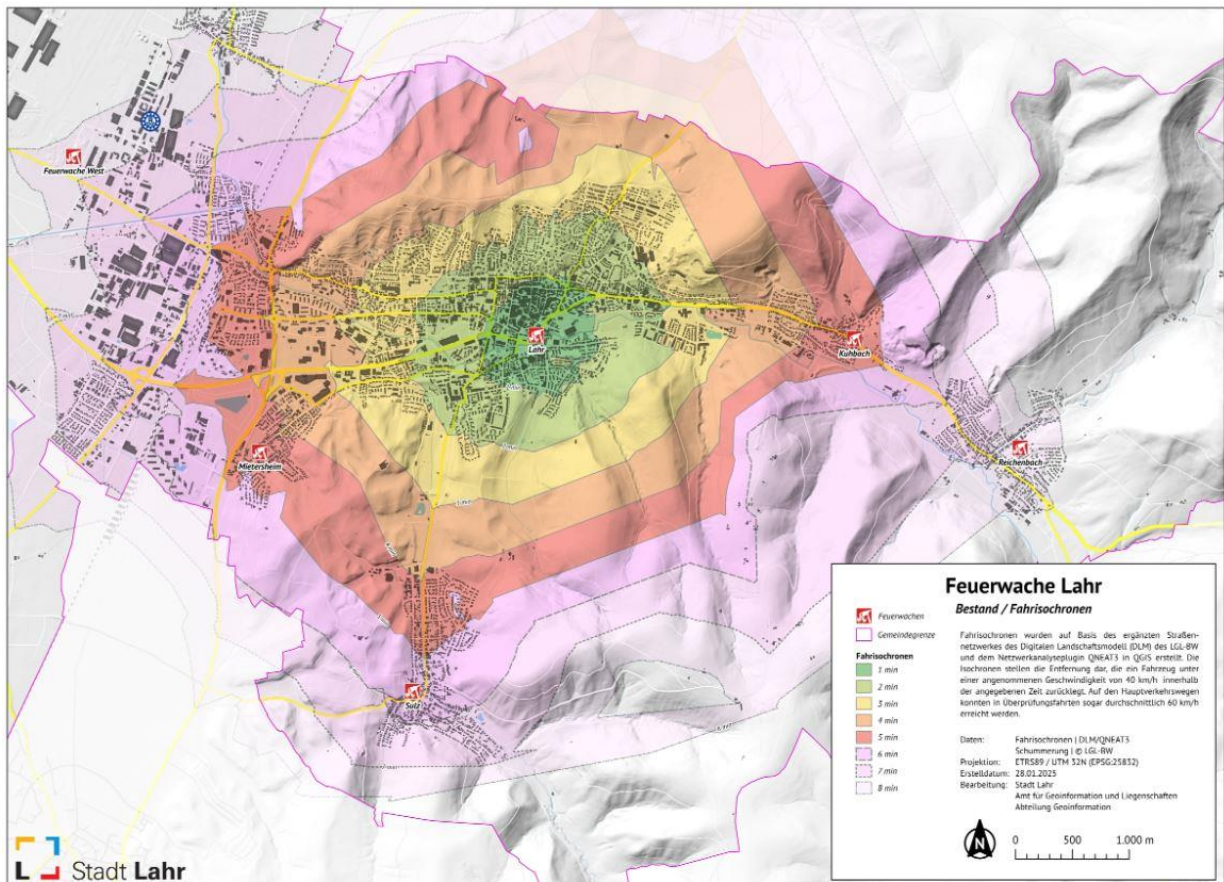 Feuerwache West
Lahr
Kuhbach
Mietersheim
Reichenbach
Sulz
Feuerwache Lahr
Bestand / Fahrisochronen
Feuerwachen
Gemeindegrenze
Fahrisochronen
1 min
2 min
3 min
4 min
5 min
6 min
7 min
8 min
Fahrisochronen wurden auf Basis des ergänzten Straßen-
netzwerkes des Digitalen Landschaftsmodell (DLM) des LGL-BW
und dem Netzwerkanalyseplugin QNEAT3 in QGIS erstellt. Die
Isochronen stellen die Entfernung dar, die ein Fahrzeug unter
einer angenommenen Geschwindigkeit von 40 km/h innerhalb
der angegebenen Zeit zurücklegt. Auf den Hauptverkehrswegen
konnten in Überprüfungsfahrten sogar durchschnittlich 60 km/h
erreicht werden.
Daten: Fahrisochronen | DLM/QNEAT3
Schummerung | © LGL-BW
Projektion: ETRS89 / UTM 32N (EPSG:25832)
Erstelldatum: 28.01.2025
Bearbeitung: Stadt Lahr
Amt für Geoinformation und Liegenschaften
Abteilung Geoinformation
0 500 1.000 m
L Stadt Lahr